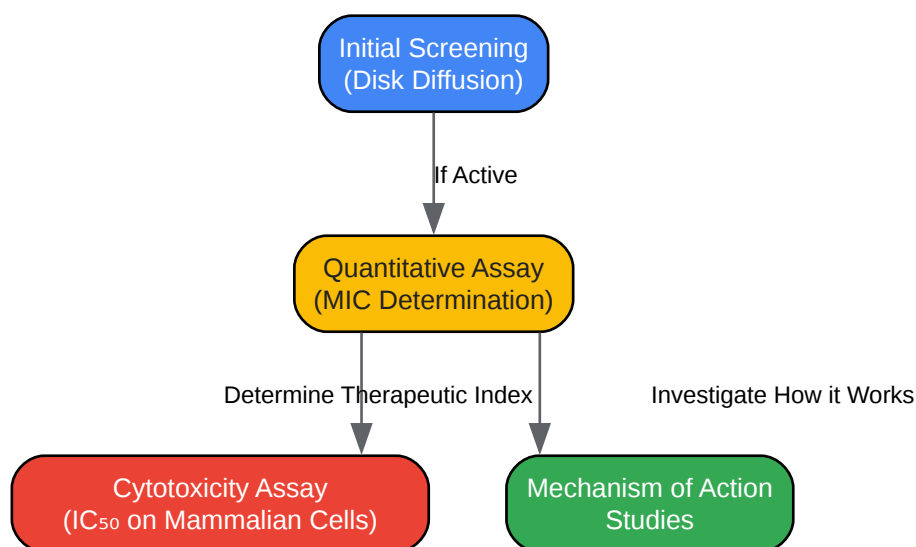 Initial Screening
(Disk Diffusion)
If Active
Quantitative Assay
(MIC Determination)
Determine Therapeutic Index
Investigate How it Works
Cytotoxicity Assay
(IC₅₀ on Mammalian Cells)
Mechanism of Action
Studies